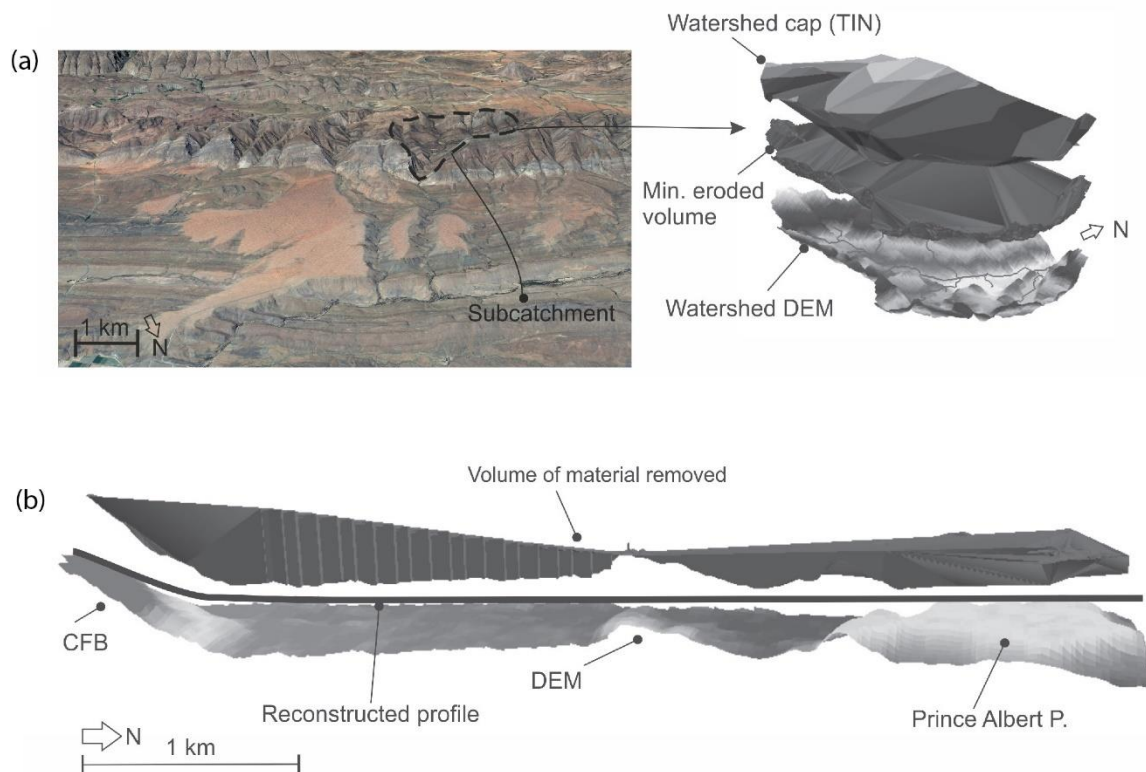 (a)
Watershed cap (TIN)
Min. eroded
volume
N
Watershed DEM
Subcatchment
1 km
N
(b)
Volume of material removed
CFB
DEM
Reconstructed profile
Prince Albert P.
N
1 km